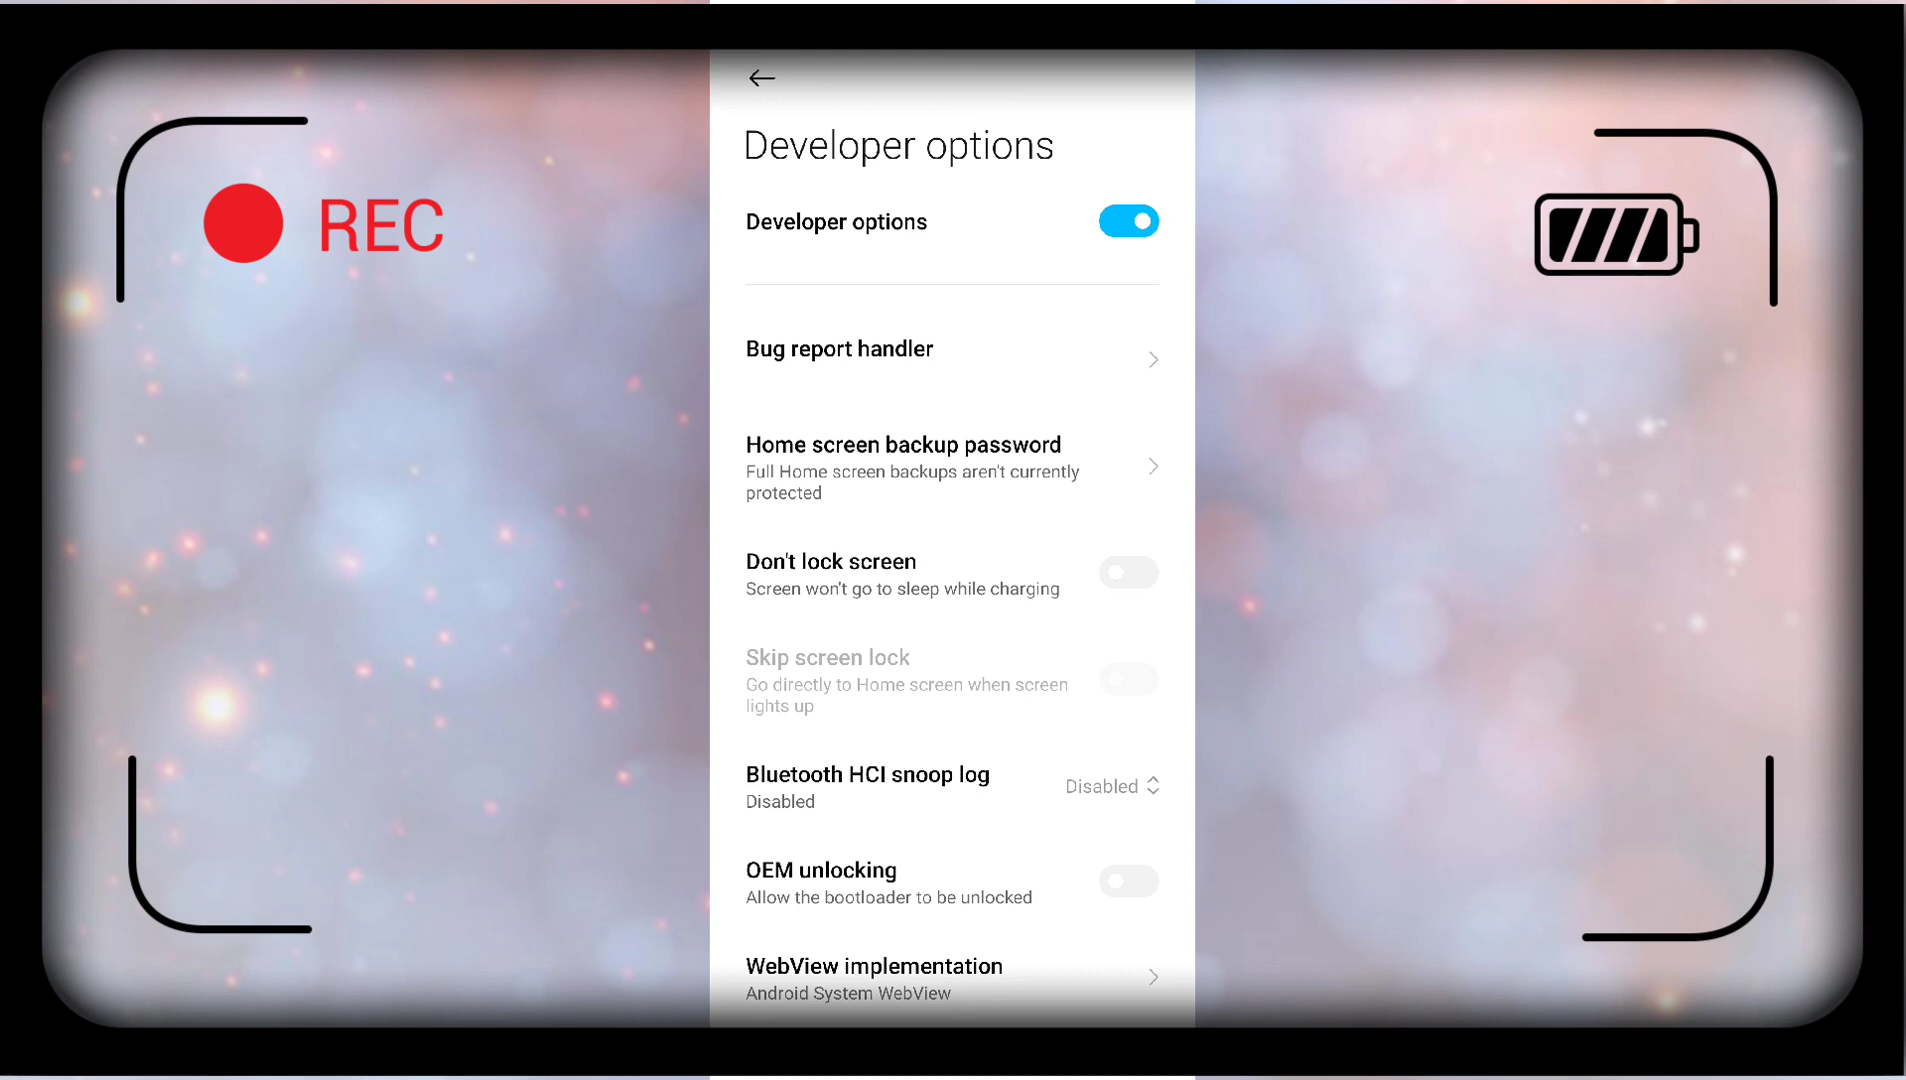 REC
Developer options
Developer options
Bug report handler
Home screen backup password
Full Home screen backups aren't currently
protected
Don't lock screen
Screen won't go to sleep while charging
Skip screen lock
Go directly to Home screen when screen
lights up
Bluetooth HCI snoop log
Disabled
Disabled
OEM unlocking
Allow the bootloader to be unlocked
WebView implementation
Android System WebView